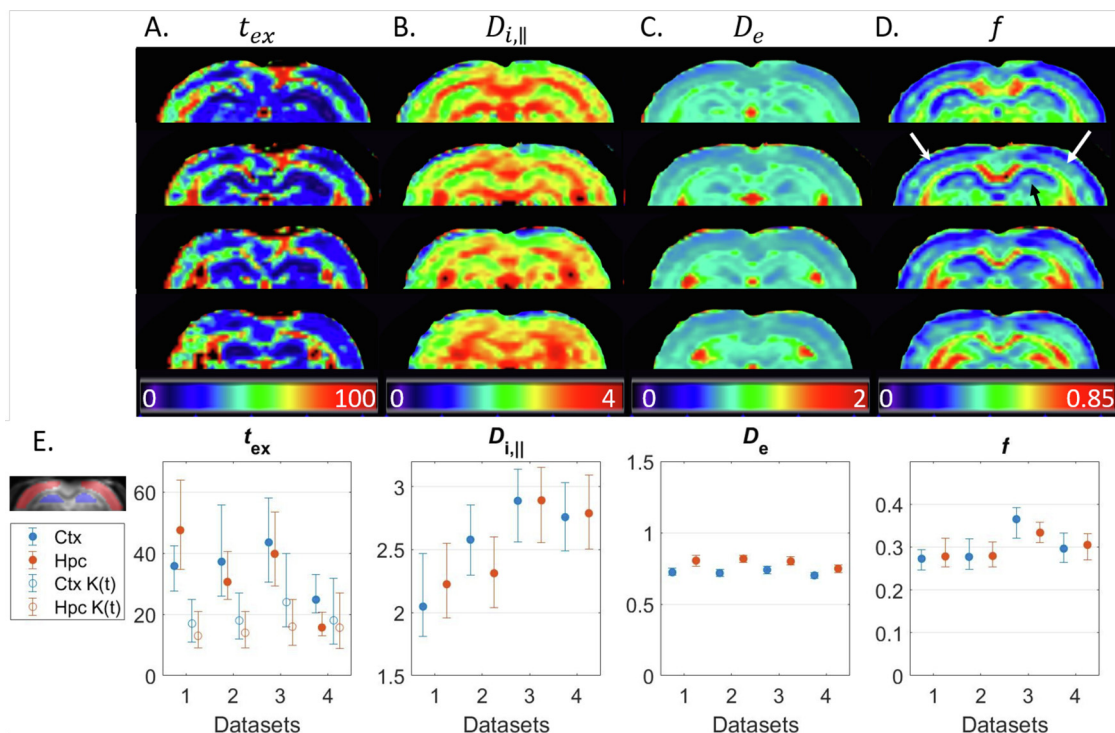 A. t_ex B. D_i,∥ C. D_e D. f
0 100 0 4 0 2 0 0.85
E. t_ex D_i,|| D_e f
Ctx
Hpc
Ctx K(t)
Hpc K(t)
60
40
20
0
3
2.5
2
1.5
1.5
1
0.5
0
0.4
0.3
0.2
0.1
0
1 2 3 4 1 2 3 4 1 2 3 4 1 2 3 4
Datasets Datasets Datasets Datasets